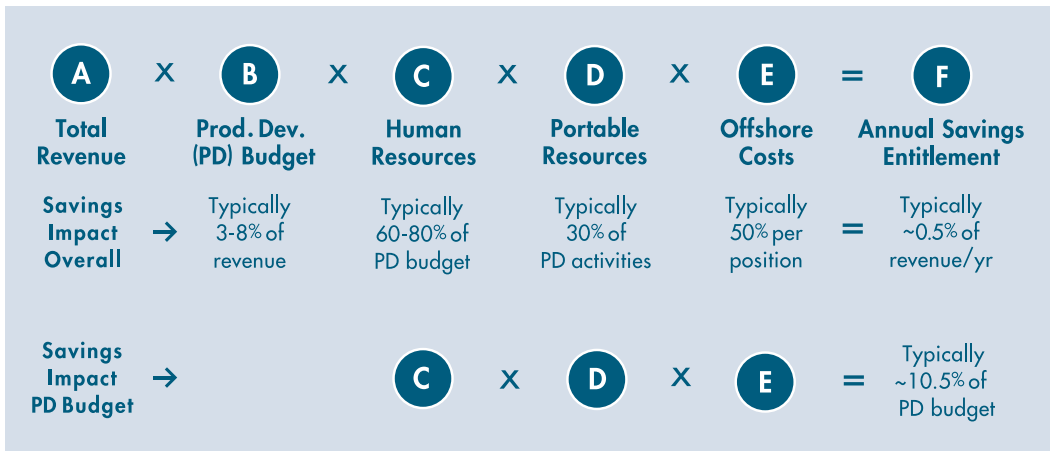 A x B x C x D x E = F
Total Revenue
Prod. Dev. (PD) Budget
Human Resources
Portable Resources
Offshore Costs
Annual Savings Entitlement
Savings Impact Overall →
Typically 3-8% of revenue
Typically 60-80% of PD budget
Typically 30% of PD activities
Typically 50% per position
=
Typically ~0.5% of revenue/yr
Savings Impact PD Budget →
C x D x E =
Typically ~10.5% of PD budget